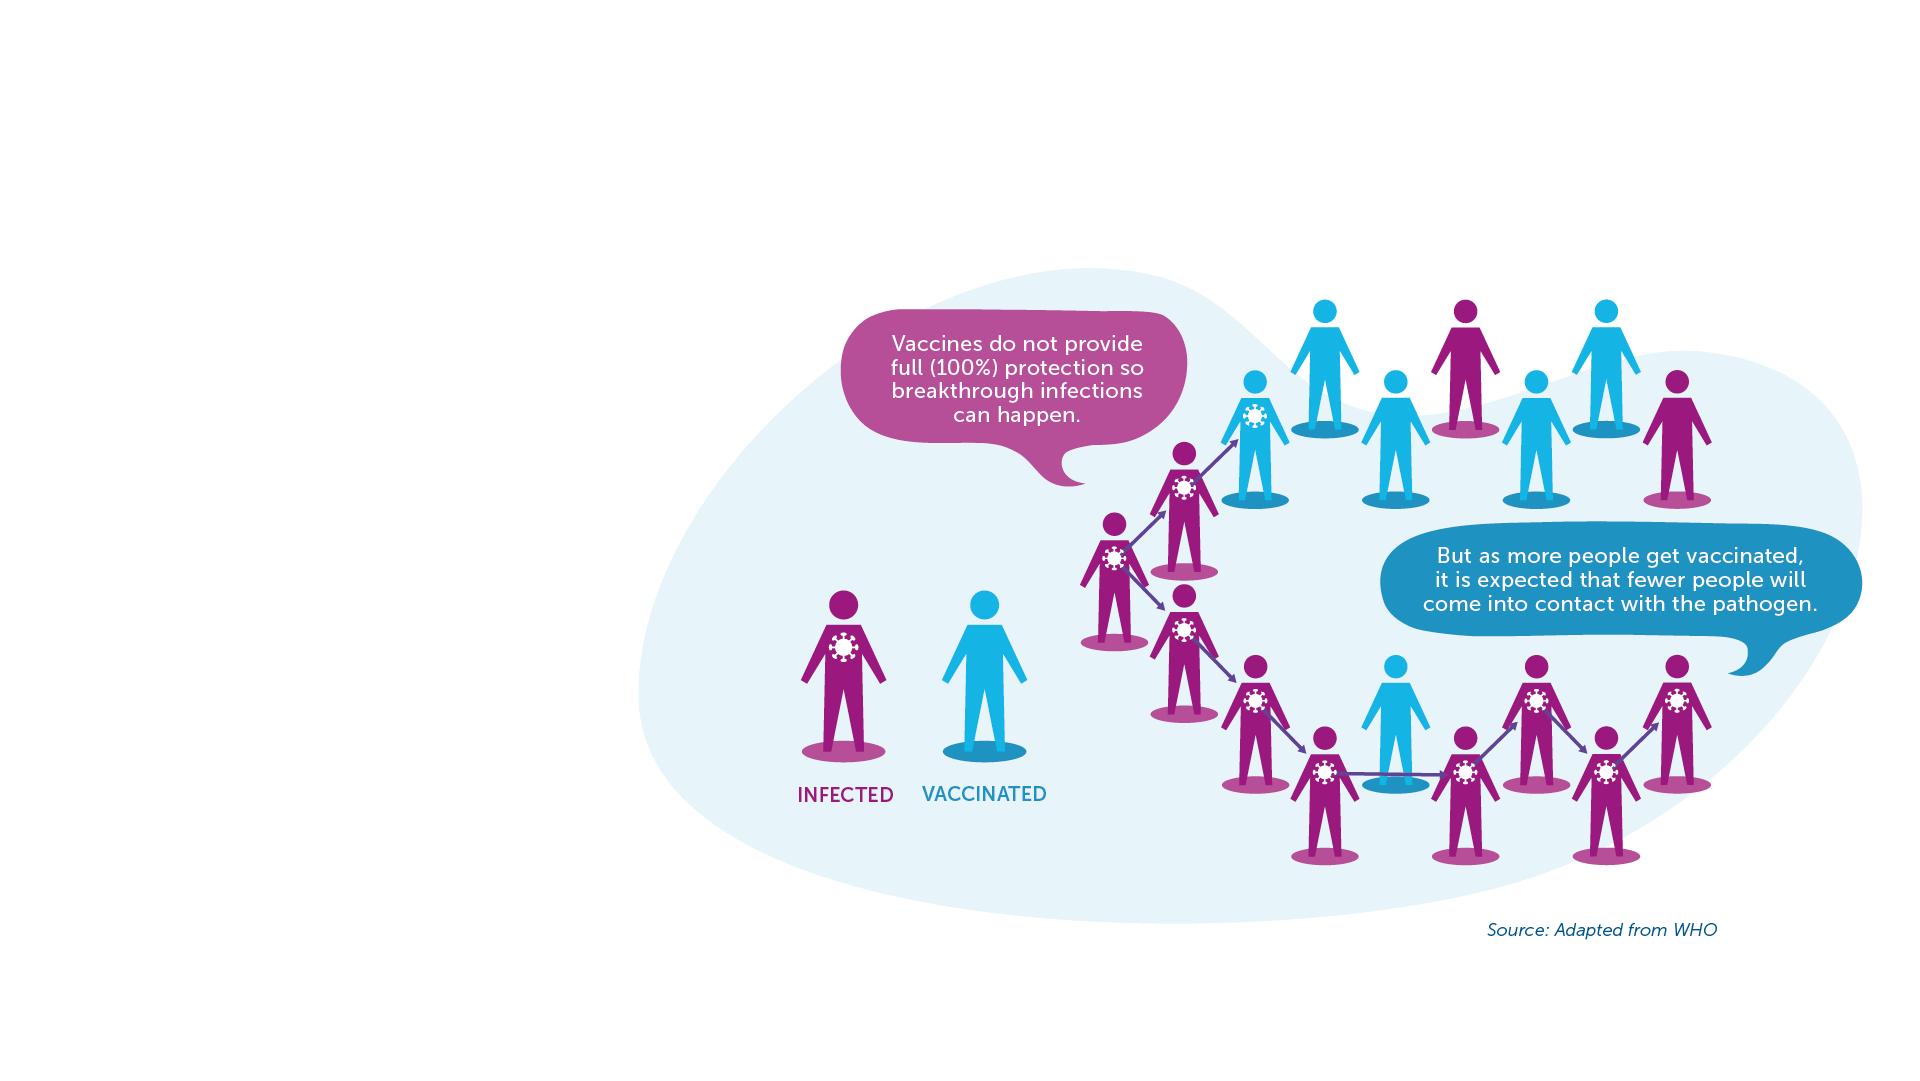 Vaccines do not provide
full (100%) protection so
breakthrough infections
can happen.
But as more people get vaccinated,
it is expected that fewer people will
come into contact with the pathogen.
INFECTED
VACCINATED
Source: Adapted from WHO